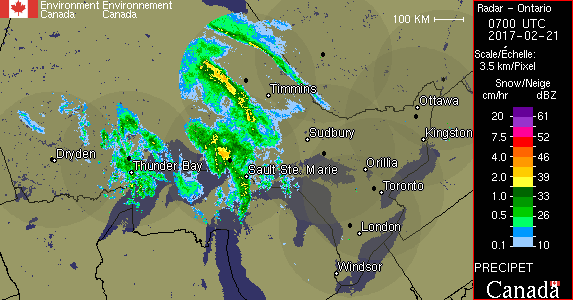 Environment Environnement
Canada Canada
100 KM
Timmins
Ottawa
Sudbury
Kingston
Dryden
Thunder Bay
Sault Ste. Marie
Orillia
Toronto
London
Windsor
Radar - Ontario
0700 UTC
2017-02-21
Scale/Échelle:
3.5 km/Pixel
Snow/Neige
cm/hr dBZ
20 61
7.5 52
4.0 46
2.0 39
1.0 33
0.5 26
0.1 10
PRECIPET
Canada